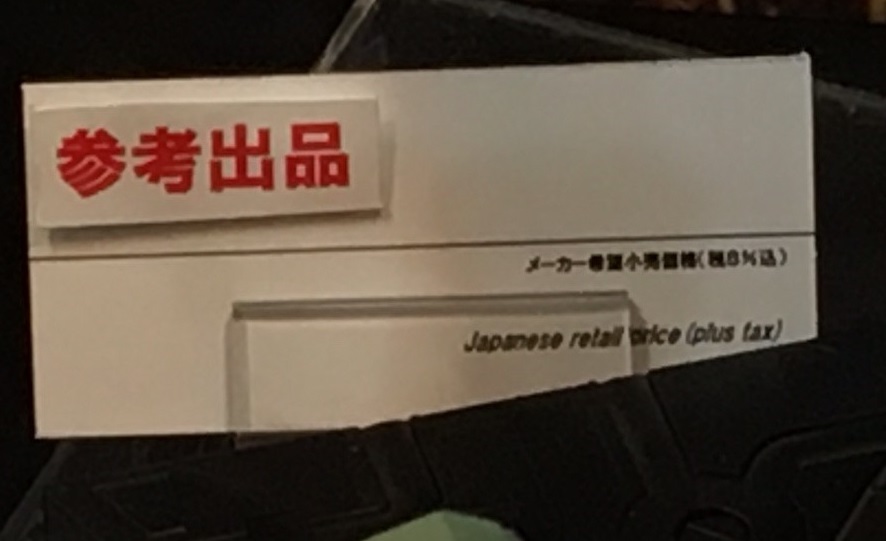 参考出品
メーカー希望小売価格(税8%込)
Japanese retail price (plus tax)